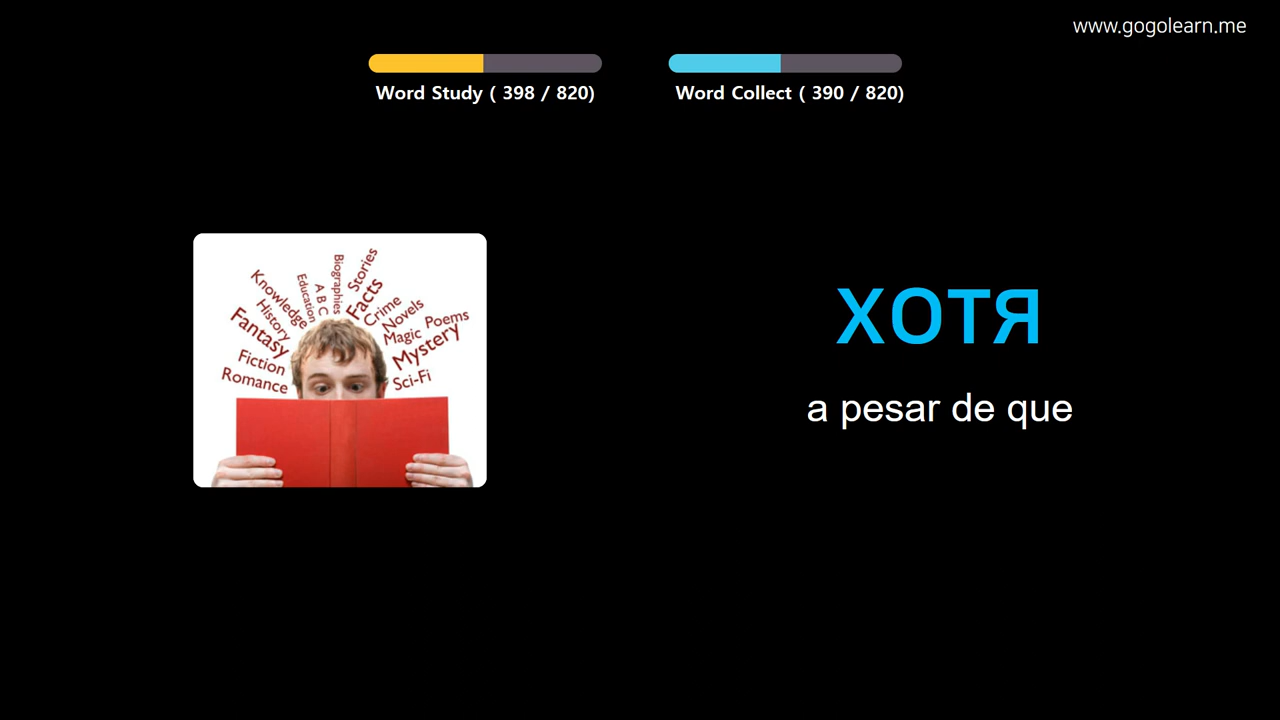 www.gogolearn.me
Word Study ( 398 / 820)
Word Collect ( 390 / 820)
Stories
Biographies
Facts
A B C
Education
Knowledge
Crime
History
Novels
Fantasy
Poems
Magic
Mystery
Fiction
Romance
Sci-Fi
хотя
a pesar de que